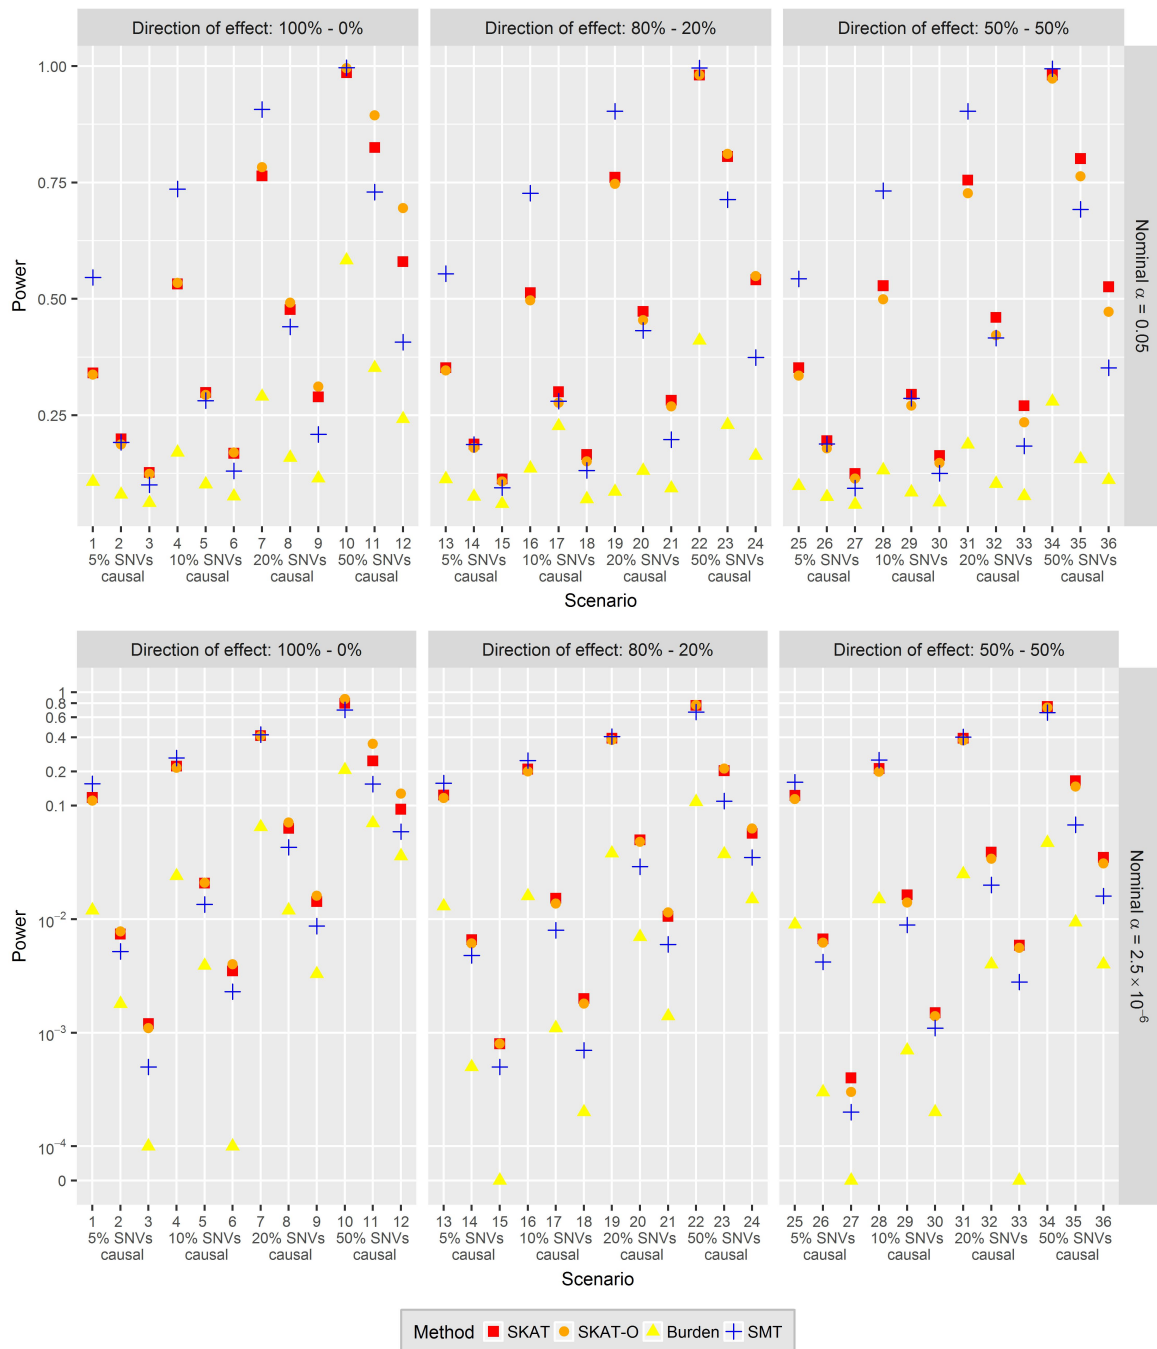 Direction of effect: 100% - 0%
Direction of effect: 80% - 20%
Direction of effect: 50% - 50%
1.00
0.75
0.50
0.25
Power
Nominal α = 0.05
1 2 3 4 5 6 7 8 9 10 11 12
13 14 15 16 17 18 19 20 21 22 23 24
25 26 27 28 29 30 31 32 33 34 35 36
5% SNVs causal 10% SNVs causal 20% SNVs causal 50% SNVs causal
5% SNVs causal 10% SNVs causal 20% SNVs causal 50% SNVs causal
5% SNVs causal 10% SNVs causal 20% SNVs causal 50% SNVs causal
Scenario
Direction of effect: 100% - 0%
Direction of effect: 80% - 20%
Direction of effect: 50% - 50%
1
0.8
0.6
0.4
0.2
0.1
10⁻²
10⁻³
10⁻⁴
0
Power
Nominal α = 2.5 × 10⁻⁶
1 2 3 4 5 6 7 8 9 10 11 12
13 14 15 16 17 18 19 20 21 22 23 24
25 26 27 28 29 30 31 32 33 34 35 36
5% SNVs causal 10% SNVs causal 20% SNVs causal 50% SNVs causal
5% SNVs causal 10% SNVs causal 20% SNVs causal 50% SNVs causal
5% SNVs causal 10% SNVs causal 20% SNVs causal 50% SNVs causal
Scenario
Method SKAT SKAT-O Burden SMT